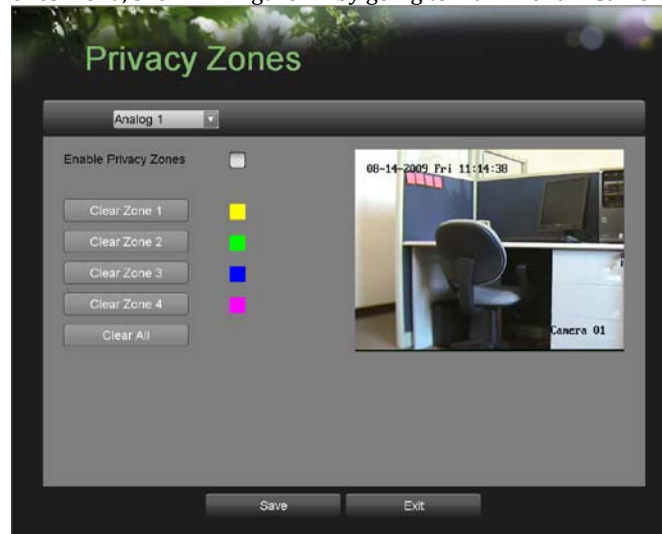 Privacy Zones
Analog 1
Enable Privacy Zones
08-14-2009 Fri 11:14:38
Clear Zone 1
Clear Zone 2
Clear Zone 3
Clear Zone 4
Clear All
Camera 01
Save
Exit